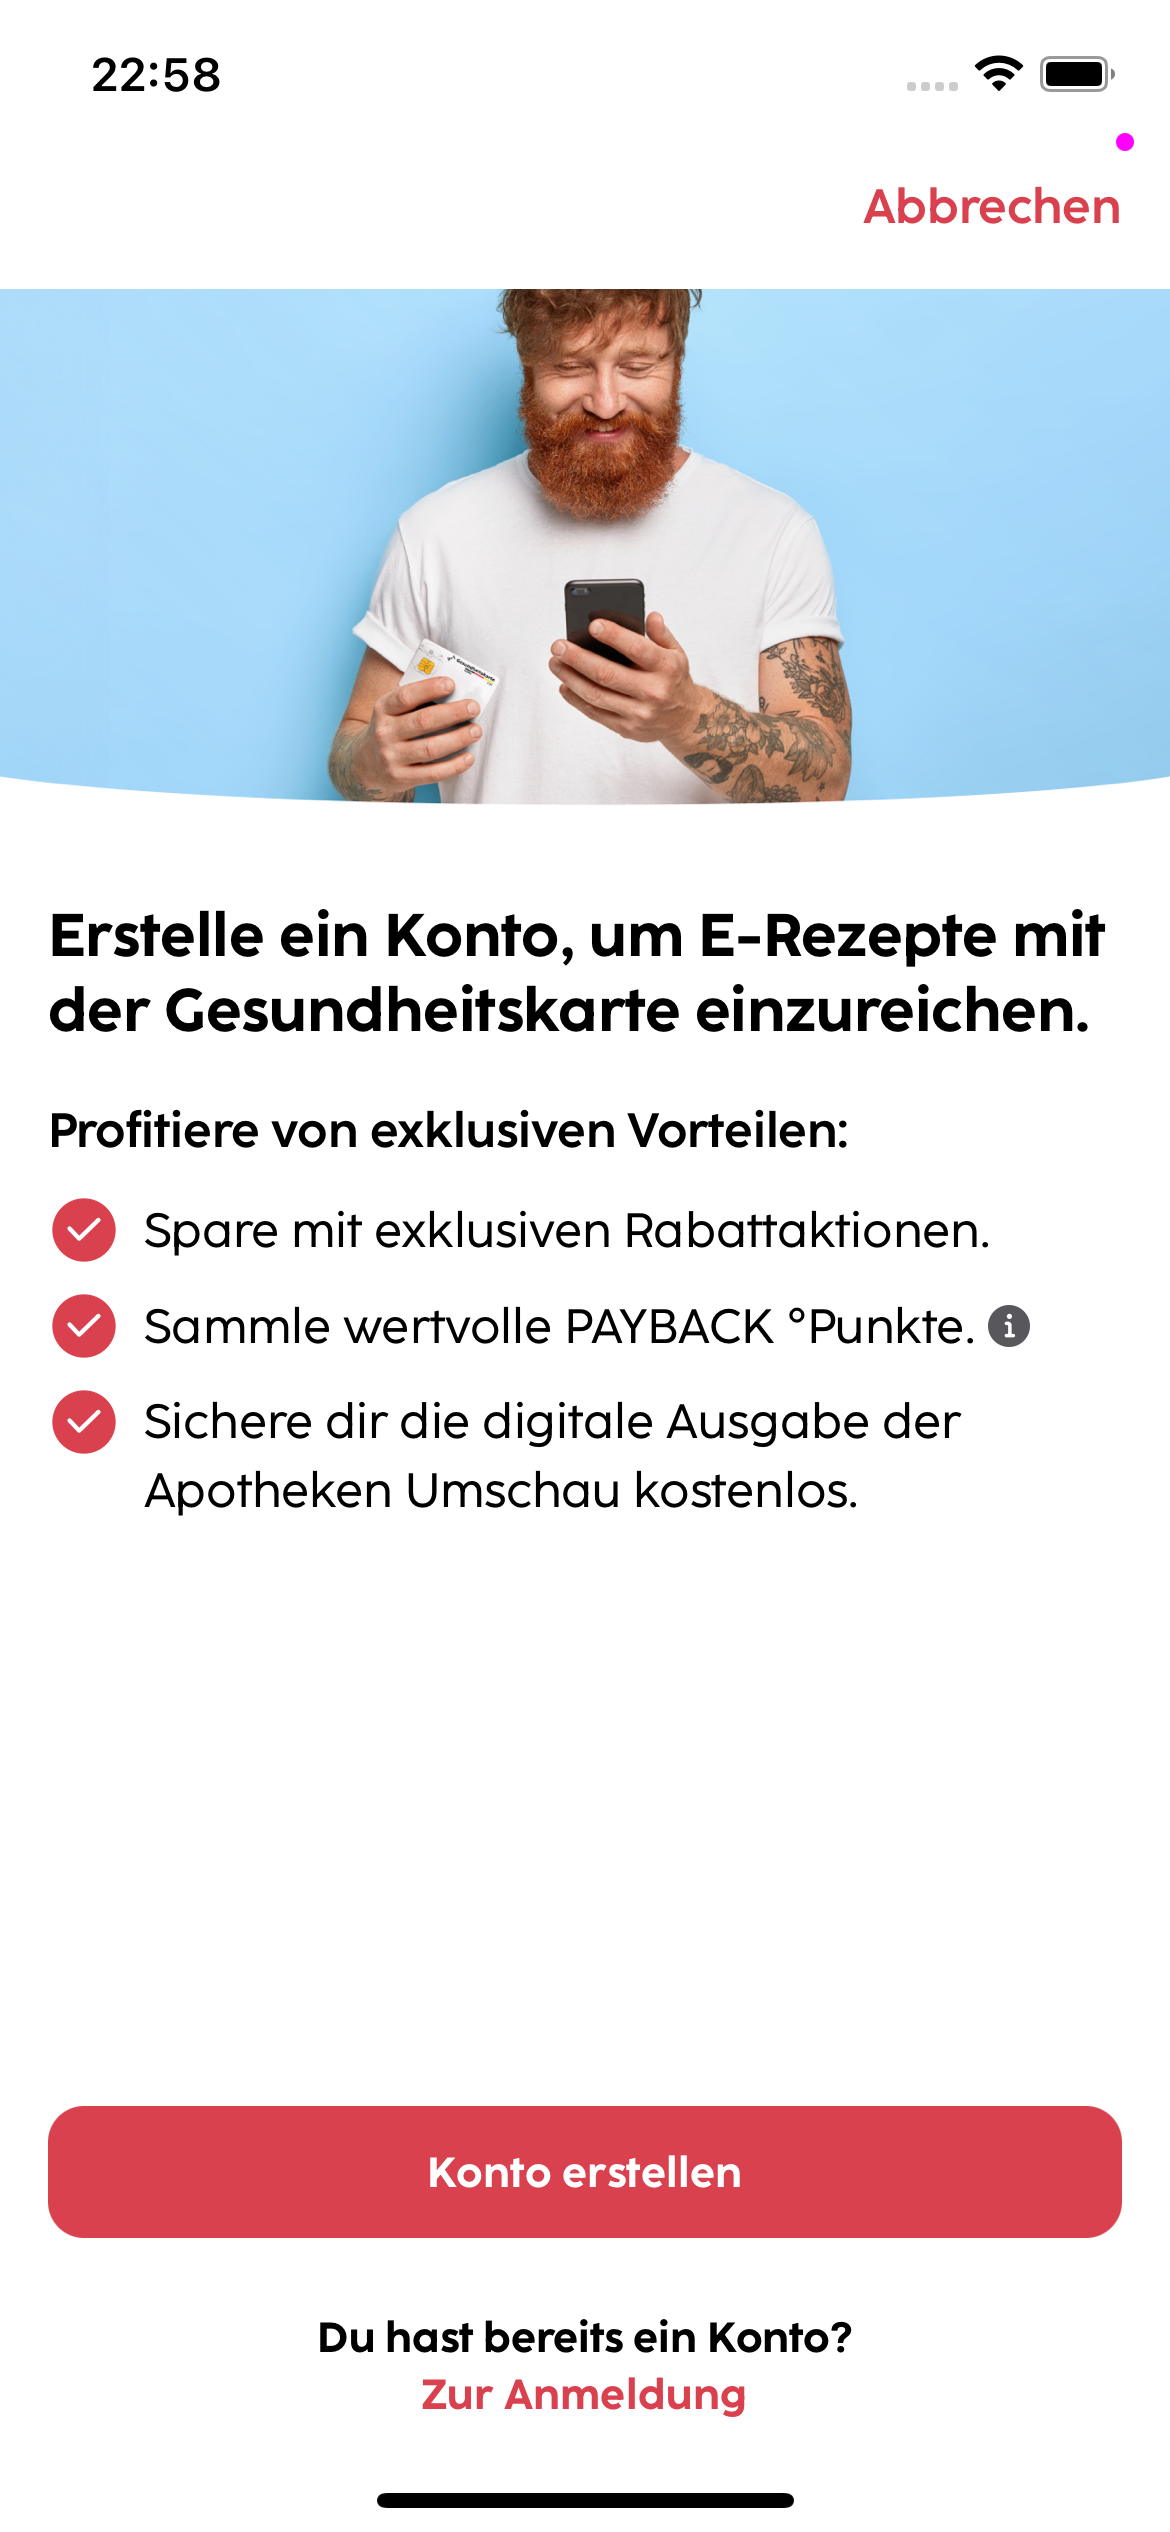 22:58
Abbrechen
Gesundheitskarte
Erstelle ein Konto, um E-Rezepte mit
der Gesundheitskarte einzureichen.
Profitiere von exklusiven Vorteilen:
Spare mit exklusiven Rabattaktionen.
Sammle wertvolle PAYBACK °Punkte.
Sichere dir die digitale Ausgabe der
Apotheken Umschau kostenlos.
Konto erstellen
Du hast bereits ein Konto?
Zur Anmeldung